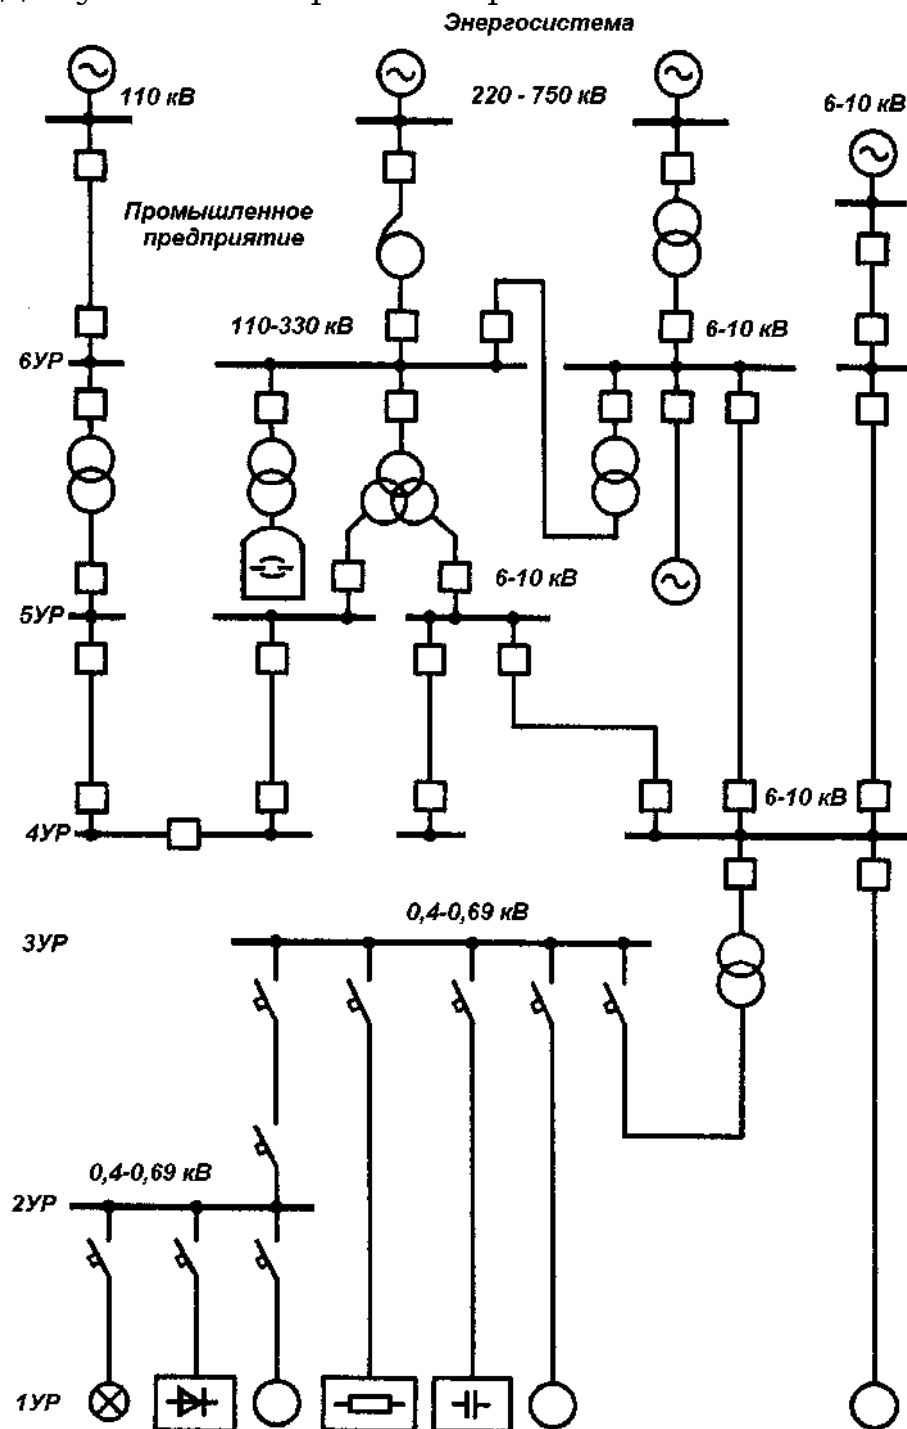 Энергосистема
110 кВ
220 - 750 кВ
6-10 кВ
Промышленное
предприятие
110-330 кВ
6-10 кВ
6УР
6-10 кВ
5УР
6-10 кВ
4УР
0,4-0,69 кВ
3УР
0,4-0,69 кВ
2УР
1УР